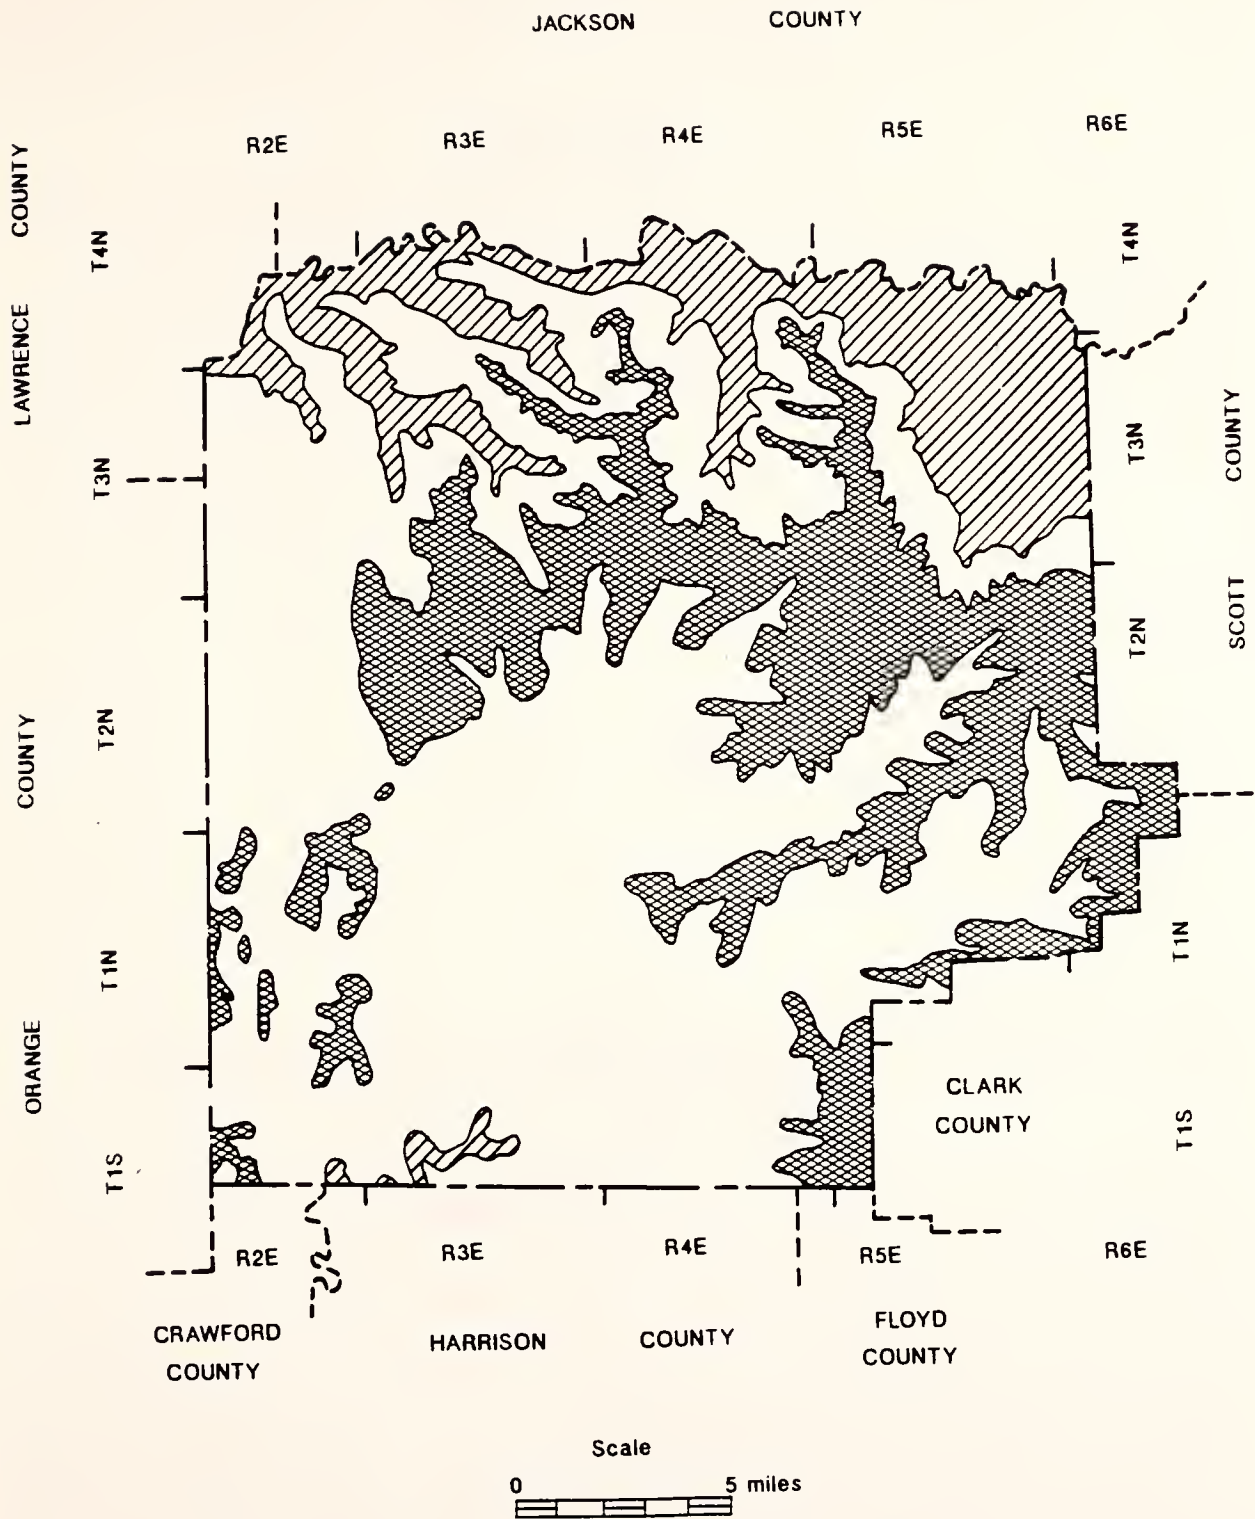 JACKSON COUNTY
R2E R3E R4E R5E R6E
LAWRENCE COUNTY
T4N
T3N
ORANGE COUNTY
T2N
T1N
T1S
T4N
T3N
SCOTT COUNTY
T2N
T1N
T1S
CLARK
COUNTY
R2E R3E R4E R5E R6E
CRAWFORD
COUNTY
HARRISON COUNTY
FLOYD
COUNTY
Scale
0 5 miles